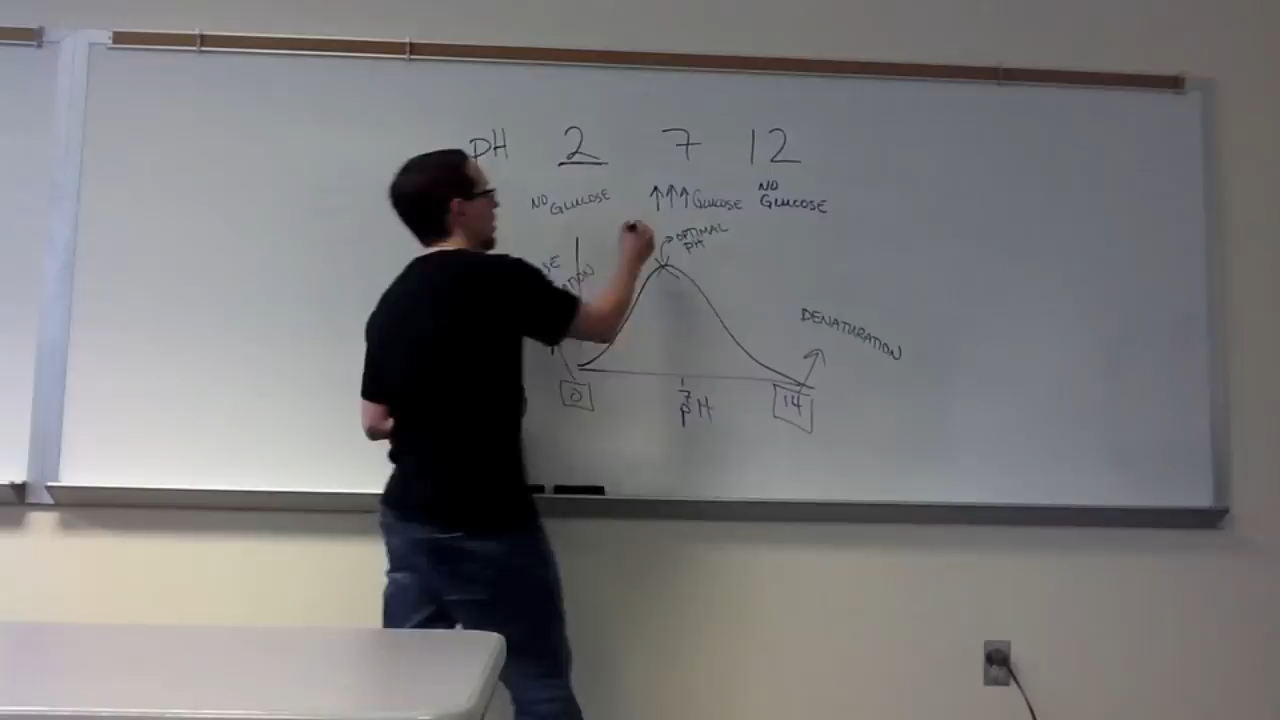 pH 2 7 12
NO GLUCOSE ↑↑↑ GLUCOSE NO GLUCOSE
OPTIMAL
PH
DENATURATION
0 7 14
pH